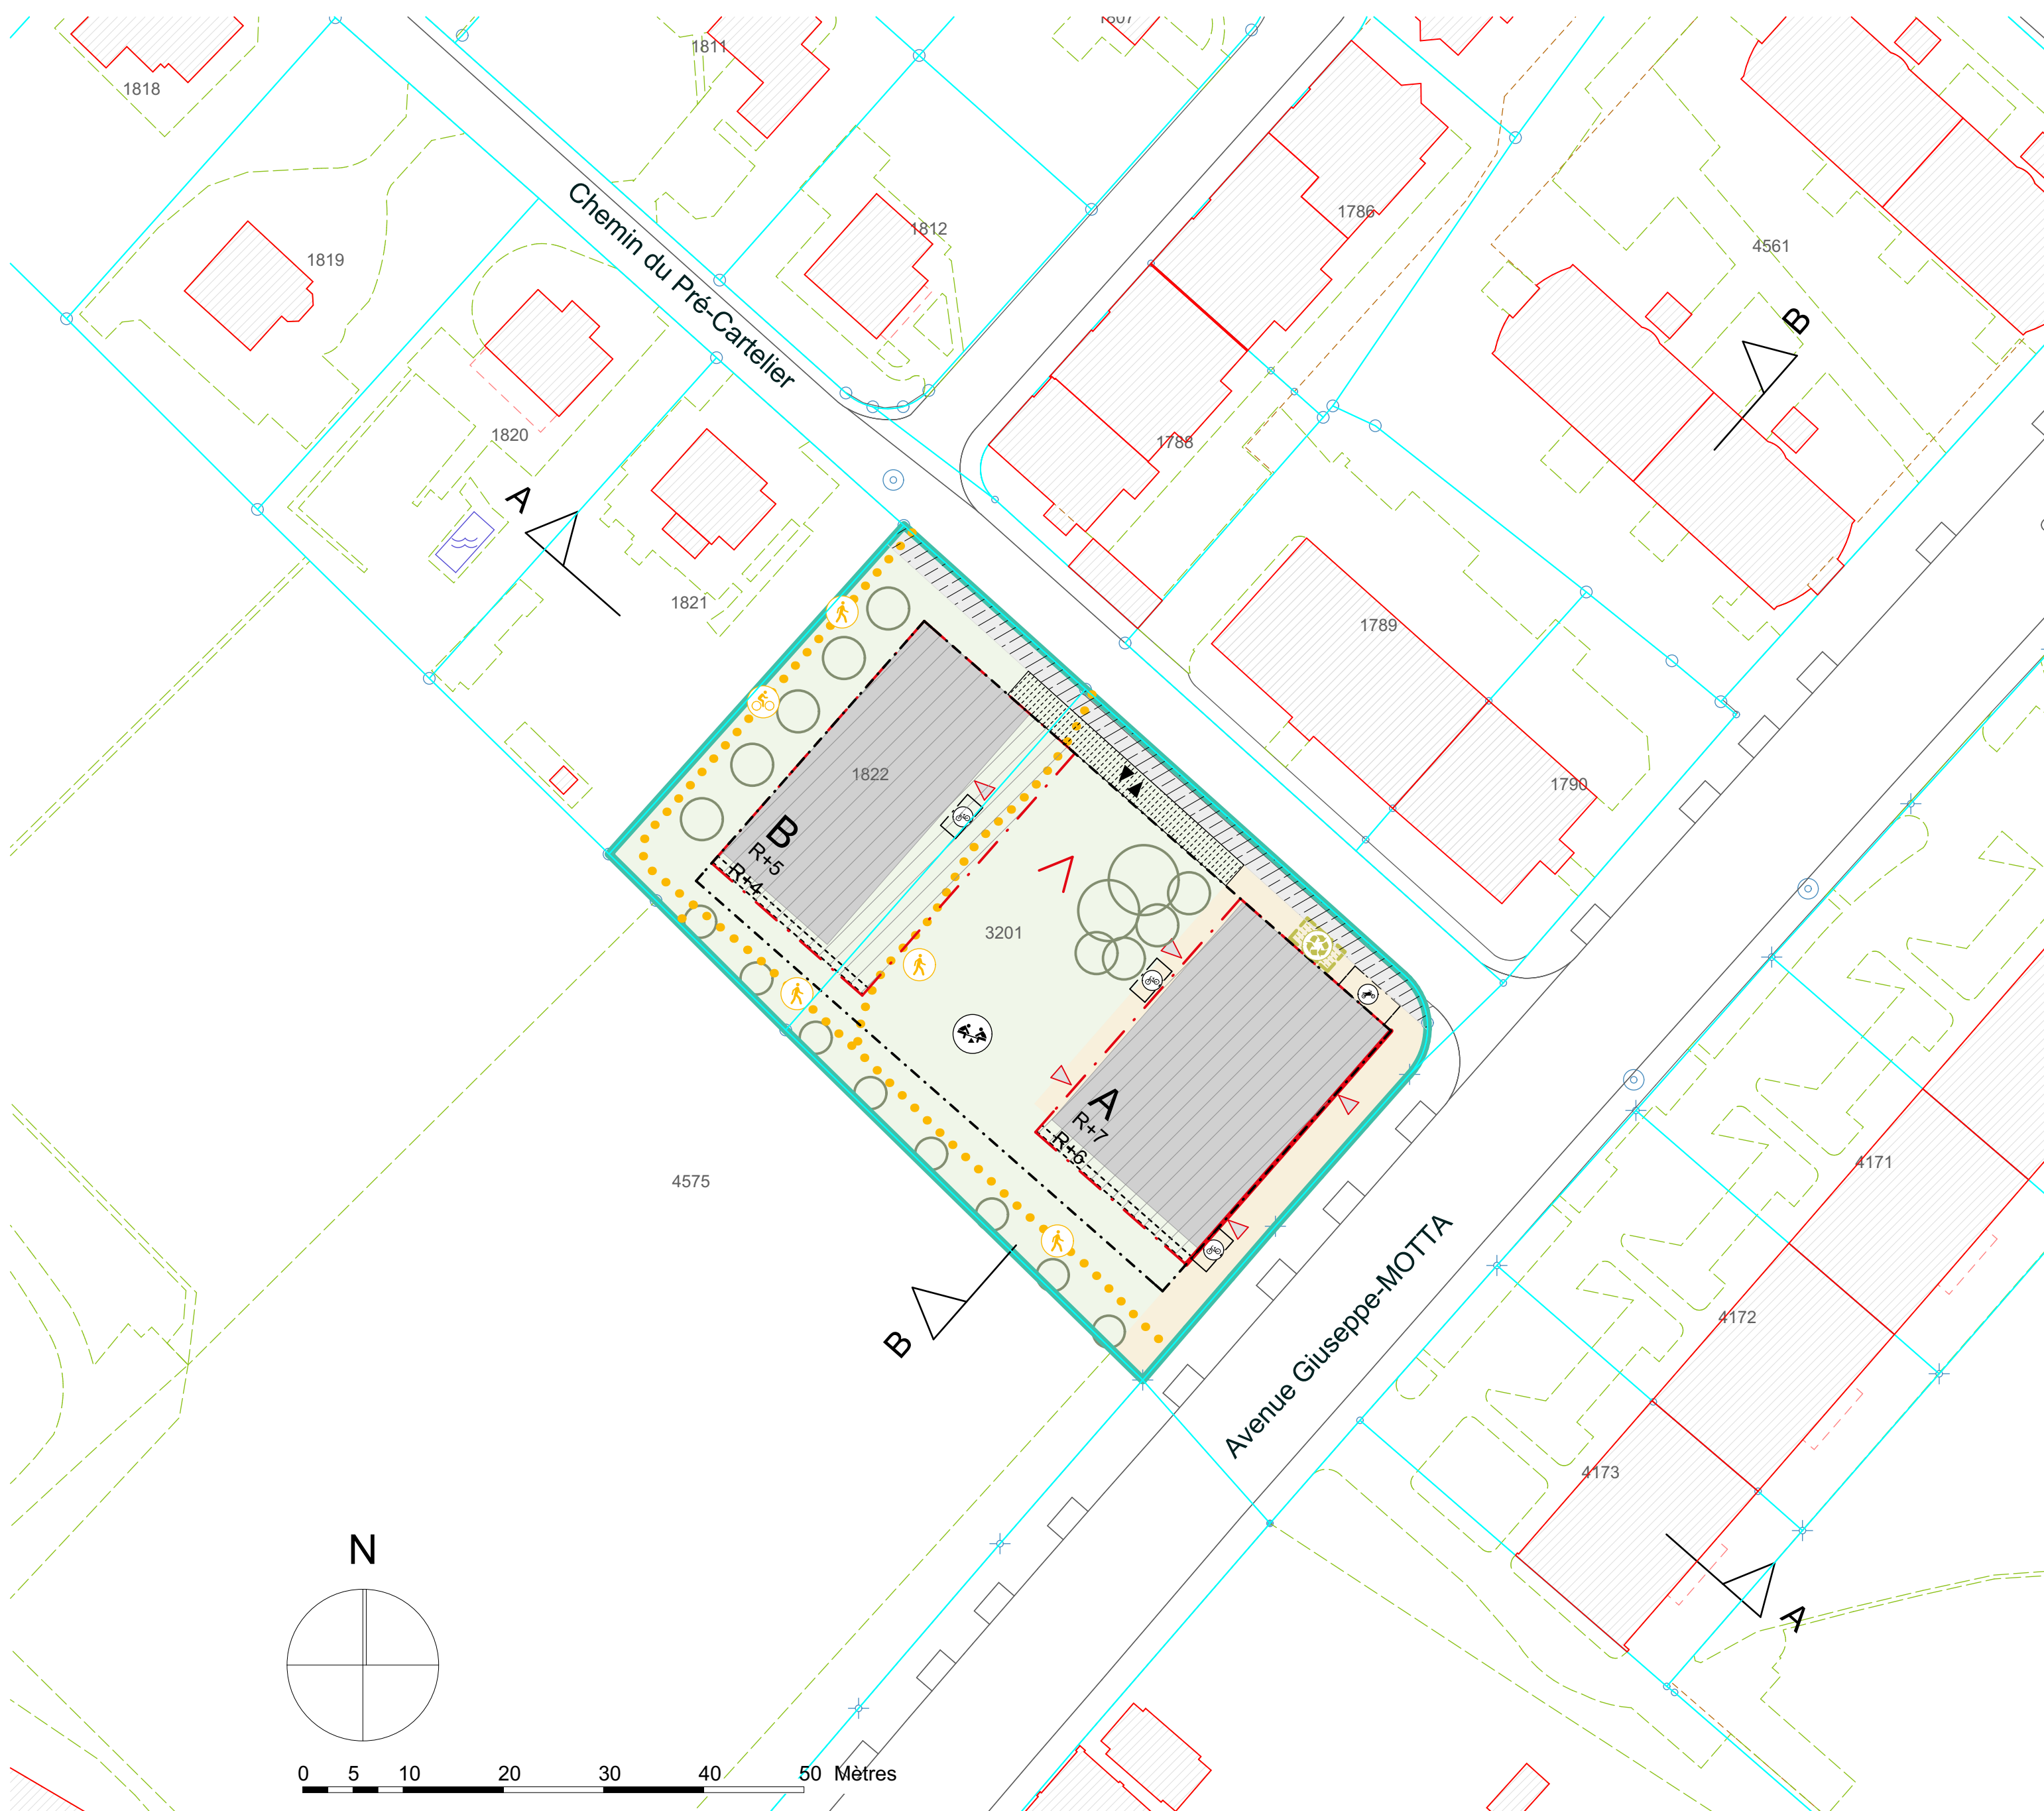 1807
1811
1818
1786
1812
4561
1819
Chemin du Pré-Cartelier
B
1820
1788
A
1821
1789
1822
1790
B
R+5
R+4
3201
A
R+7
R+6
4575
4171
Avenue Giuseppe-MOTTA
4172
B
4173
N
A
0 5 10 20 30 40 50 Mètres